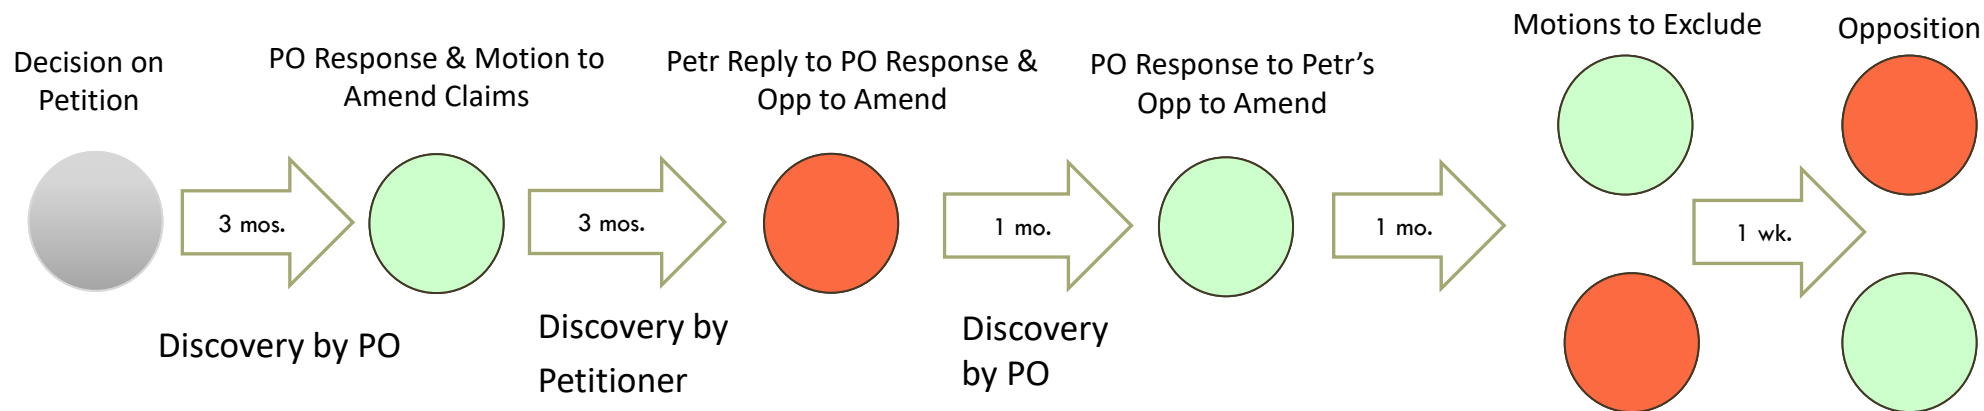 Decision on
Petition
3 mos.
Discovery by PO
PO Response & Motion to
Amend Claims
3 mos.
Discovery by
Petitioner
Petr Reply to PO Response &
Opp to Amend
1 mo.
Discovery
by PO
PO Response to Petr’s
Opp to Amend
1 mo.
Motions to Exclude
1 wk.
Opposition